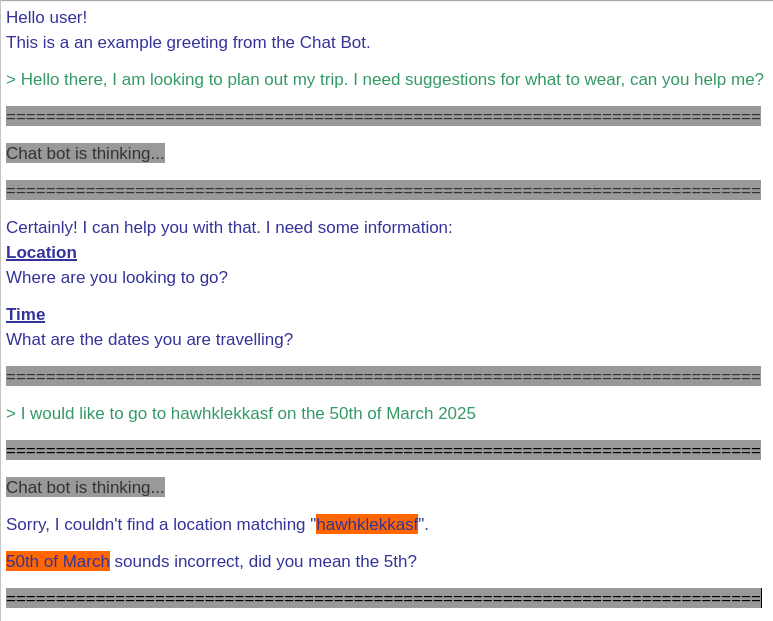 Hello user!
This is a an example greeting from the Chat Bot.
> Hello there, I am looking to plan out my trip. I need suggestions for what to wear, can you help me?
============================================================================
Chat bot is thinking...
============================================================================
Certainly! I can help you with that. I need some information:
Location
Where are you looking to go?
Time
What are the dates you are travelling?
============================================================================
> I would like to go to hawhklekkasf on the 50th of March 2025
============================================================================
Chat bot is thinking...
Sorry, I couldn't find a location matching "hawhklekkasf".
50th of March sounds incorrect, did you mean the 5th?
============================================================================